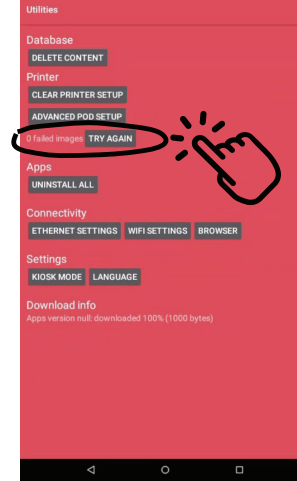 Utilities
Database
DELETE CONTENT
Printer
CLEAR PRINTER SETUP
ADVANCED POD SETUP
0 failed images TRY AGAIN
Apps
UNINSTALL ALL
Connectivity
ETHERNET SETTINGS WIFI SETTINGS BROWSER
Settings
KIOSK MODE LANGUAGE
Download info
Apps version null: downloaded 100% (1000 bytes)